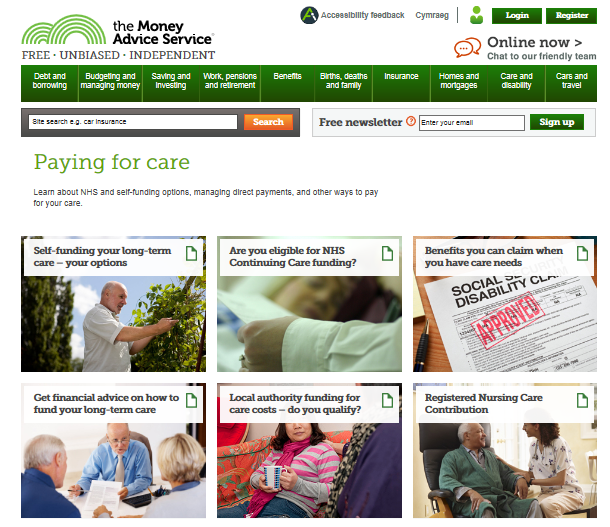 the Money
Advice Service
FREE · UNBIASED · INDEPENDENT
Accessibility feedback
Cymraeg
Login
Register
Online now >
Chat to our friendly team
Debt and
borrowing
Budgeting and
managing money
Saving and
investing
Work, pensions
and retirement
Benefits
Births, deaths
and family
Insurance
Homes and
mortgages
Care and
disability
Cars and
travel
Site search e.g. car insurance
Search
Free newsletter
?
Enter your email
Sign up
Paying for care
Learn about NHS and self-funding options, managing direct payments, and other ways to pay
for your care.
Self-funding your long-term
care – your options
Are you eligible for NHS
Continuing Care funding?
Benefits you can claim when
you have care needs
SOCIAL
DISABILITY
APPROVED
Get financial advice on how to
fund your long-term care
Local authority funding for
care costs – do you qualify?
Registered Nursing Care
Contribution